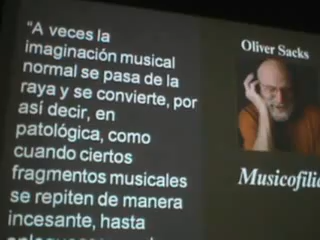 “A veces la
imaginación musical
normal se pasa de la
raya y se convierte, por
así decir, en
patológica, como
cuando ciertos
fragmentos musicales
se repiten de manera
incesante, hasta
Oliver Sacks